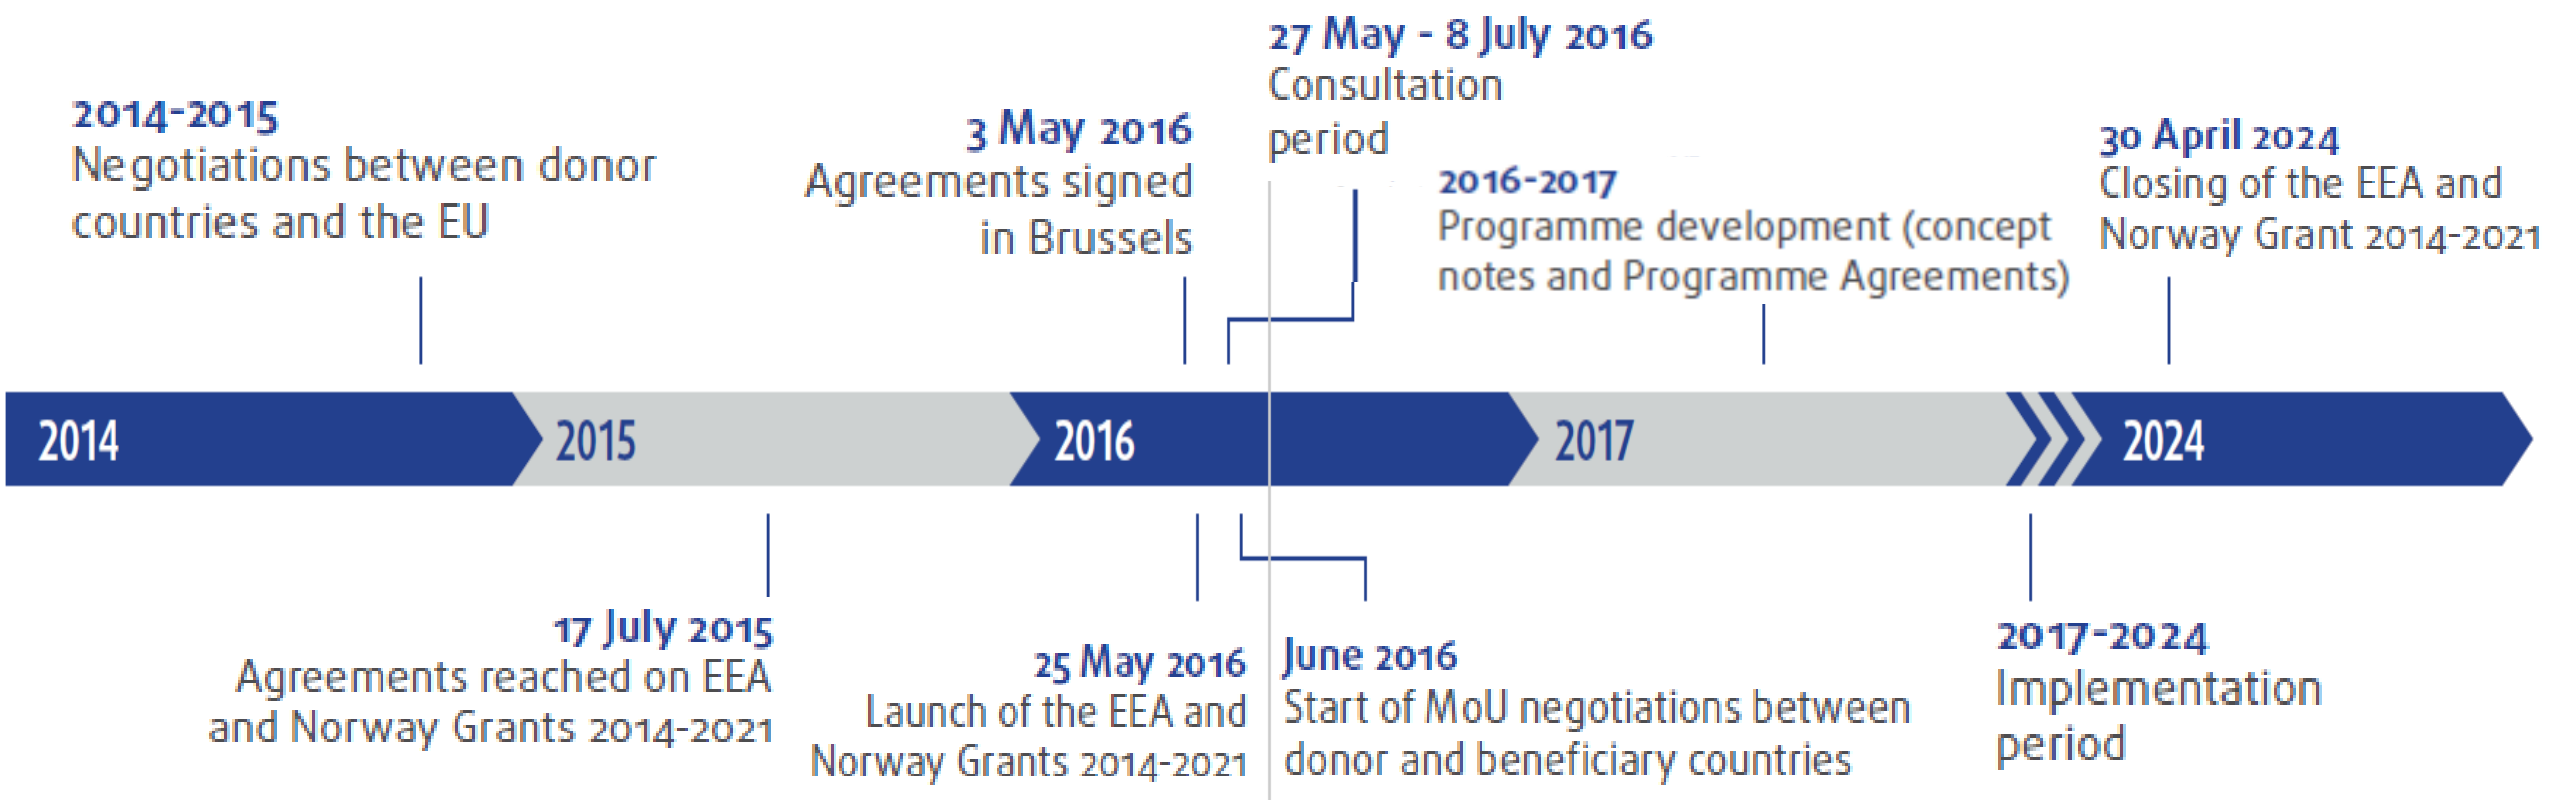 27 May - 8 July 2016
Consultation
period
2014-2015
Negotiations between donor
countries and the EU
3 May 2016
Agreements signed
in Brussels
2016-2017
Programme development (concept
notes and Programme Agreements)
30 April 2024
Closing of the EEA and
Norway Grant 2014-2021
2014
2015
2016
2017
2024
17 July 2015
Agreements reached on EEA
and Norway Grants 2014-2021
25 May 2016
Launch of the EEA and
Norway Grants 2014-2021
June 2016
Start of MoU negotiations between
donor and beneficiary countries
2017-2024
Implementation
period